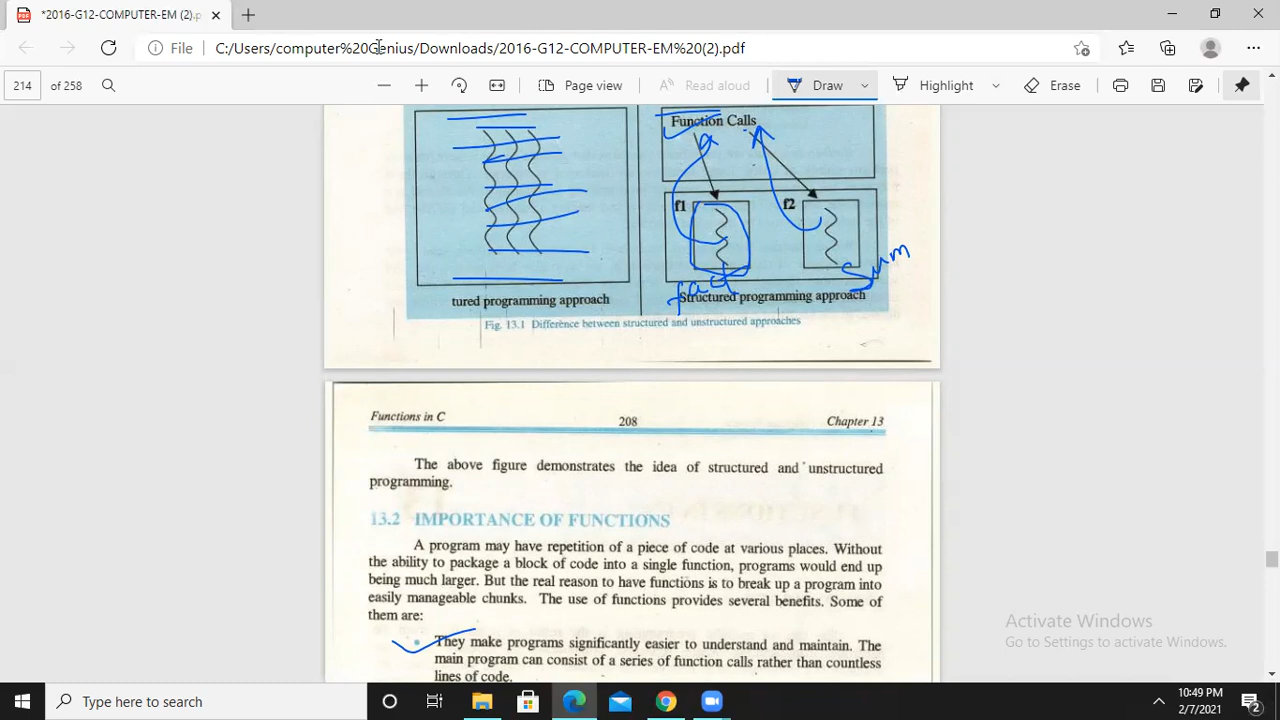 *2016-G12-COMPUTER-EM (2).p
File
C:/Users/computer%20Genius/Downloads/2016-G12-COMPUTER-EM%20(2).pdf
214 of 258
Page view
Read aloud
Draw
Highlight
Erase
Function Calls
f1
f2
fact
Sum
tured programming approach
Structured programming approach
Fig. 13.1 Difference between structured and unstructured approaches
Functions in C
208
Chapter 13
The above figure demonstrates the idea of structured and unstructured
programming.
13.2 IMPORTANCE OF FUNCTIONS
A program may have repetition of a piece of code at various places. Without
the ability to package a block of code into a single function, programs would end up
being much larger. But the real reason to have functions is to break up a program into
easily manageable chunks. The use of functions provides several benefits. Some of
them are:
They make programs significantly easier to understand and maintain. The
main program can consist of a series of function calls rather than countless
lines of code.
Activate Windows
Go to Settings to activate Windows.
Type here to search
10:49 PM
2/7/2021
2